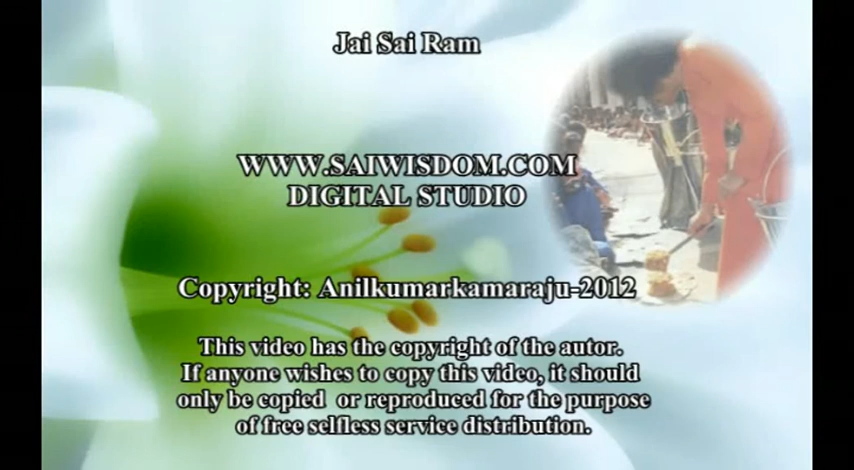 Jai Sai Ram
WWW.SAIWISDOM.COM
DIGITAL STUDIO
Copyright: Anilkumarkamaraju-2012
This video has the copyright of the autor.
If anyone wishes to copy this video, it should
only be copied or reproduced for the purpose
of free selfless service distribution.